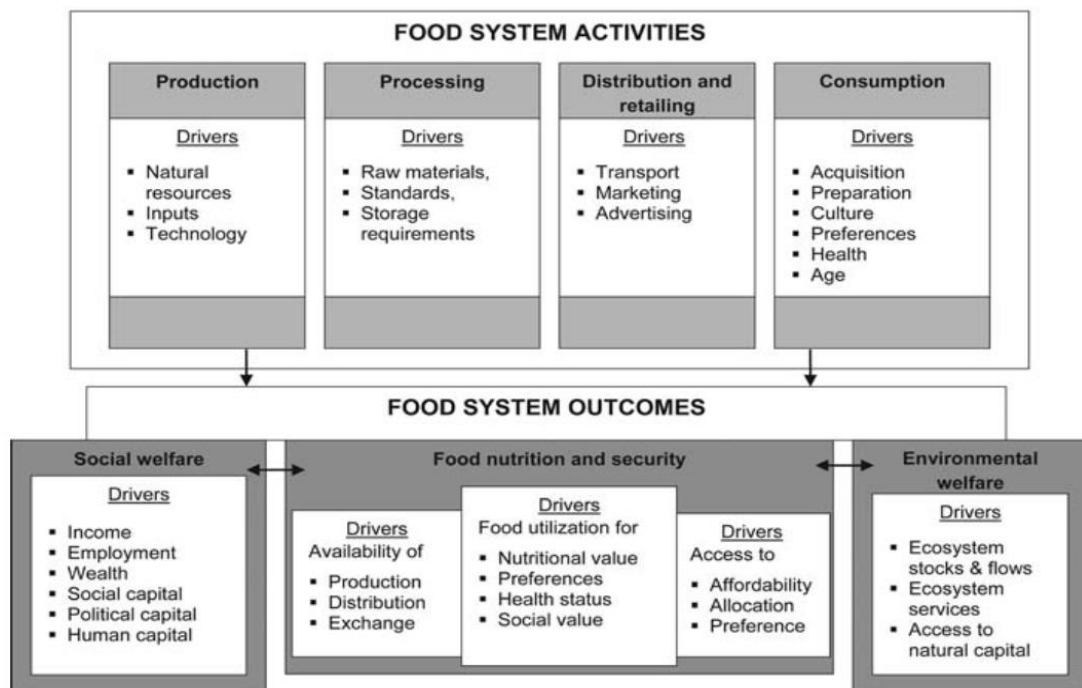 FOOD SYSTEM ACTIVITIES
Production
Drivers
▪ Natural
resources
▪ Inputs
▪ Technology
Processing
Drivers
▪ Raw materials,
▪ Standards,
▪ Storage
requirements
Distribution and
retailing
Drivers
▪ Transport
▪ Marketing
▪ Advertising
Consumption
Drivers
▪ Acquisition
▪ Preparation
▪ Culture
▪ Preferences
▪ Health
▪ Age
FOOD SYSTEM OUTCOMES
Social welfare
Drivers
▪ Income
▪ Employment
▪ Wealth
▪ Social capital
▪ Political capital
▪ Human capital
Food nutrition and security
Drivers
Availability of
▪ Production
▪ Distribution
▪ Exchange
Drivers
Food utilization for
▪ Nutritional value
▪ Preferences
▪ Health status
▪ Social value
Drivers
Access to
▪ Affordability
▪ Allocation
▪ Preference
Environmental
welfare
Drivers
▪ Ecosystem
stocks & flows
▪ Ecosystem
services
▪ Access to
natural capital